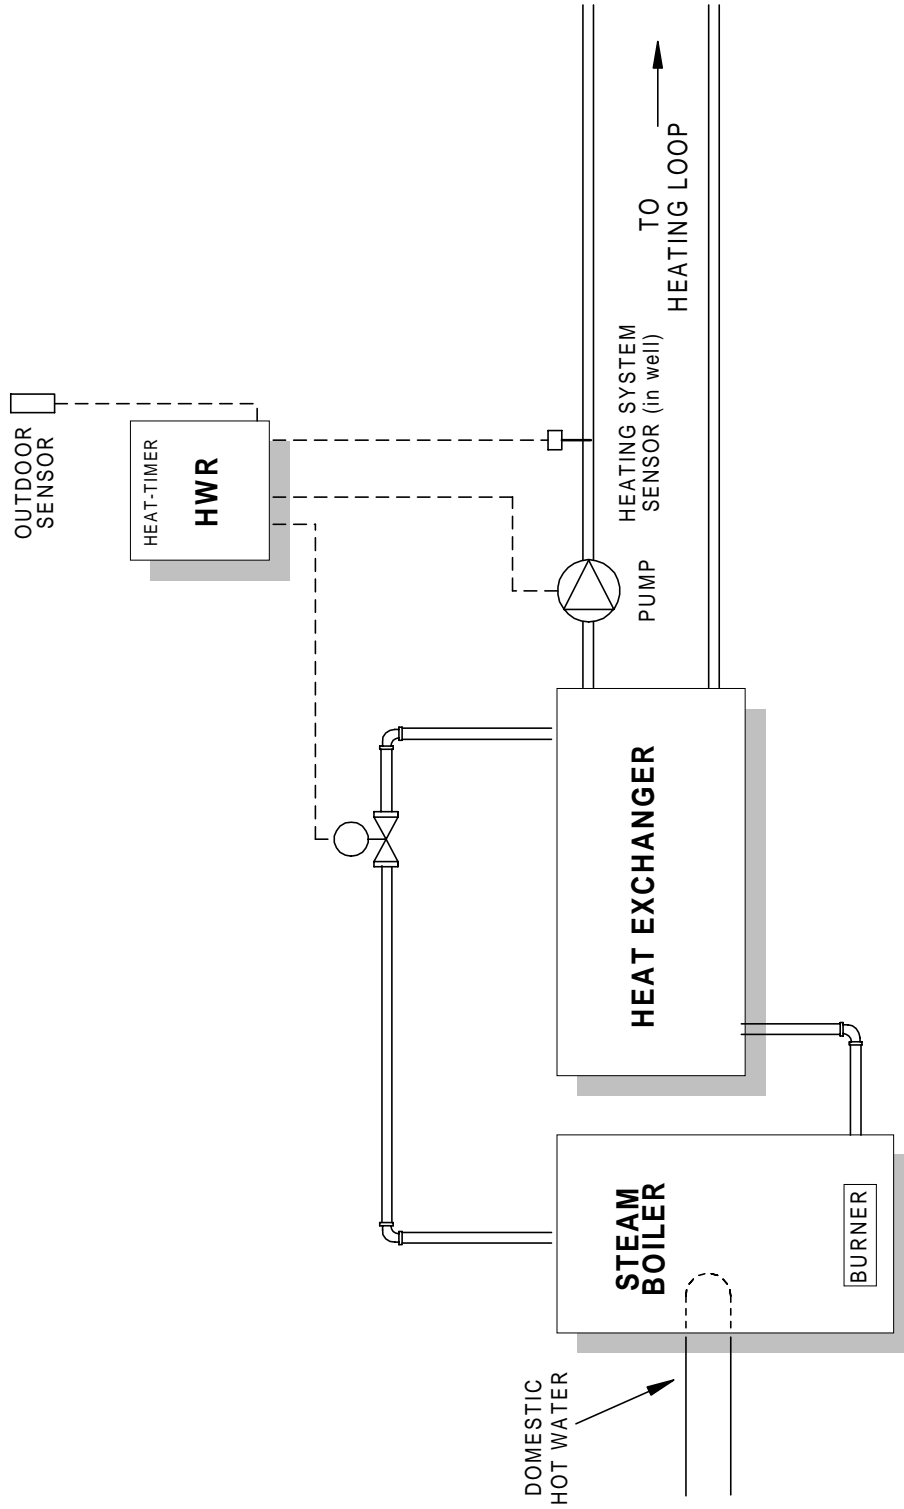 OUTDOOR
SENSOR
HEAT-TIMER
HWR
TO
HEATING LOOP
HEATING SYSTEM
SENSOR (in well)
PUMP
HEAT EXCHANGER
STEAM
BOILER
BURNER
DOMESTIC
HOT WATER